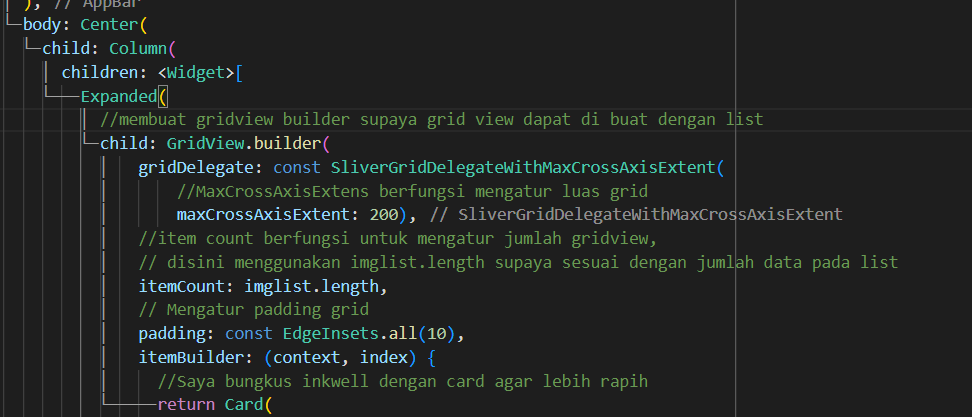 ), // AppBar
body: Center(
child: Column(
children: <Widget>[
Expanded(
//membuat gridview builder supaya grid view dapat di buat dengan list
child: GridView.builder(
gridDelegate: const SliverGridDelegateWithMaxCrossAxisExtent(
//MaxCrossAxisExtens berfungsi mengatur luas grid
maxCrossAxisExtent: 200), // SliverGridDelegateWithMaxCrossAxisExtent
//item count berfungsi untuk mengatur jumlah gridview,
// disini menggunakan imglist.length supaya sesuai dengan jumlah data pada list
itemCount: imglist.length,
// Mengatur padding grid
padding: const EdgeInsets.all(10),
itemBuilder: (context, index) {
//Saya bungkus inkwell dengan card agar lebih rapih
return Card(